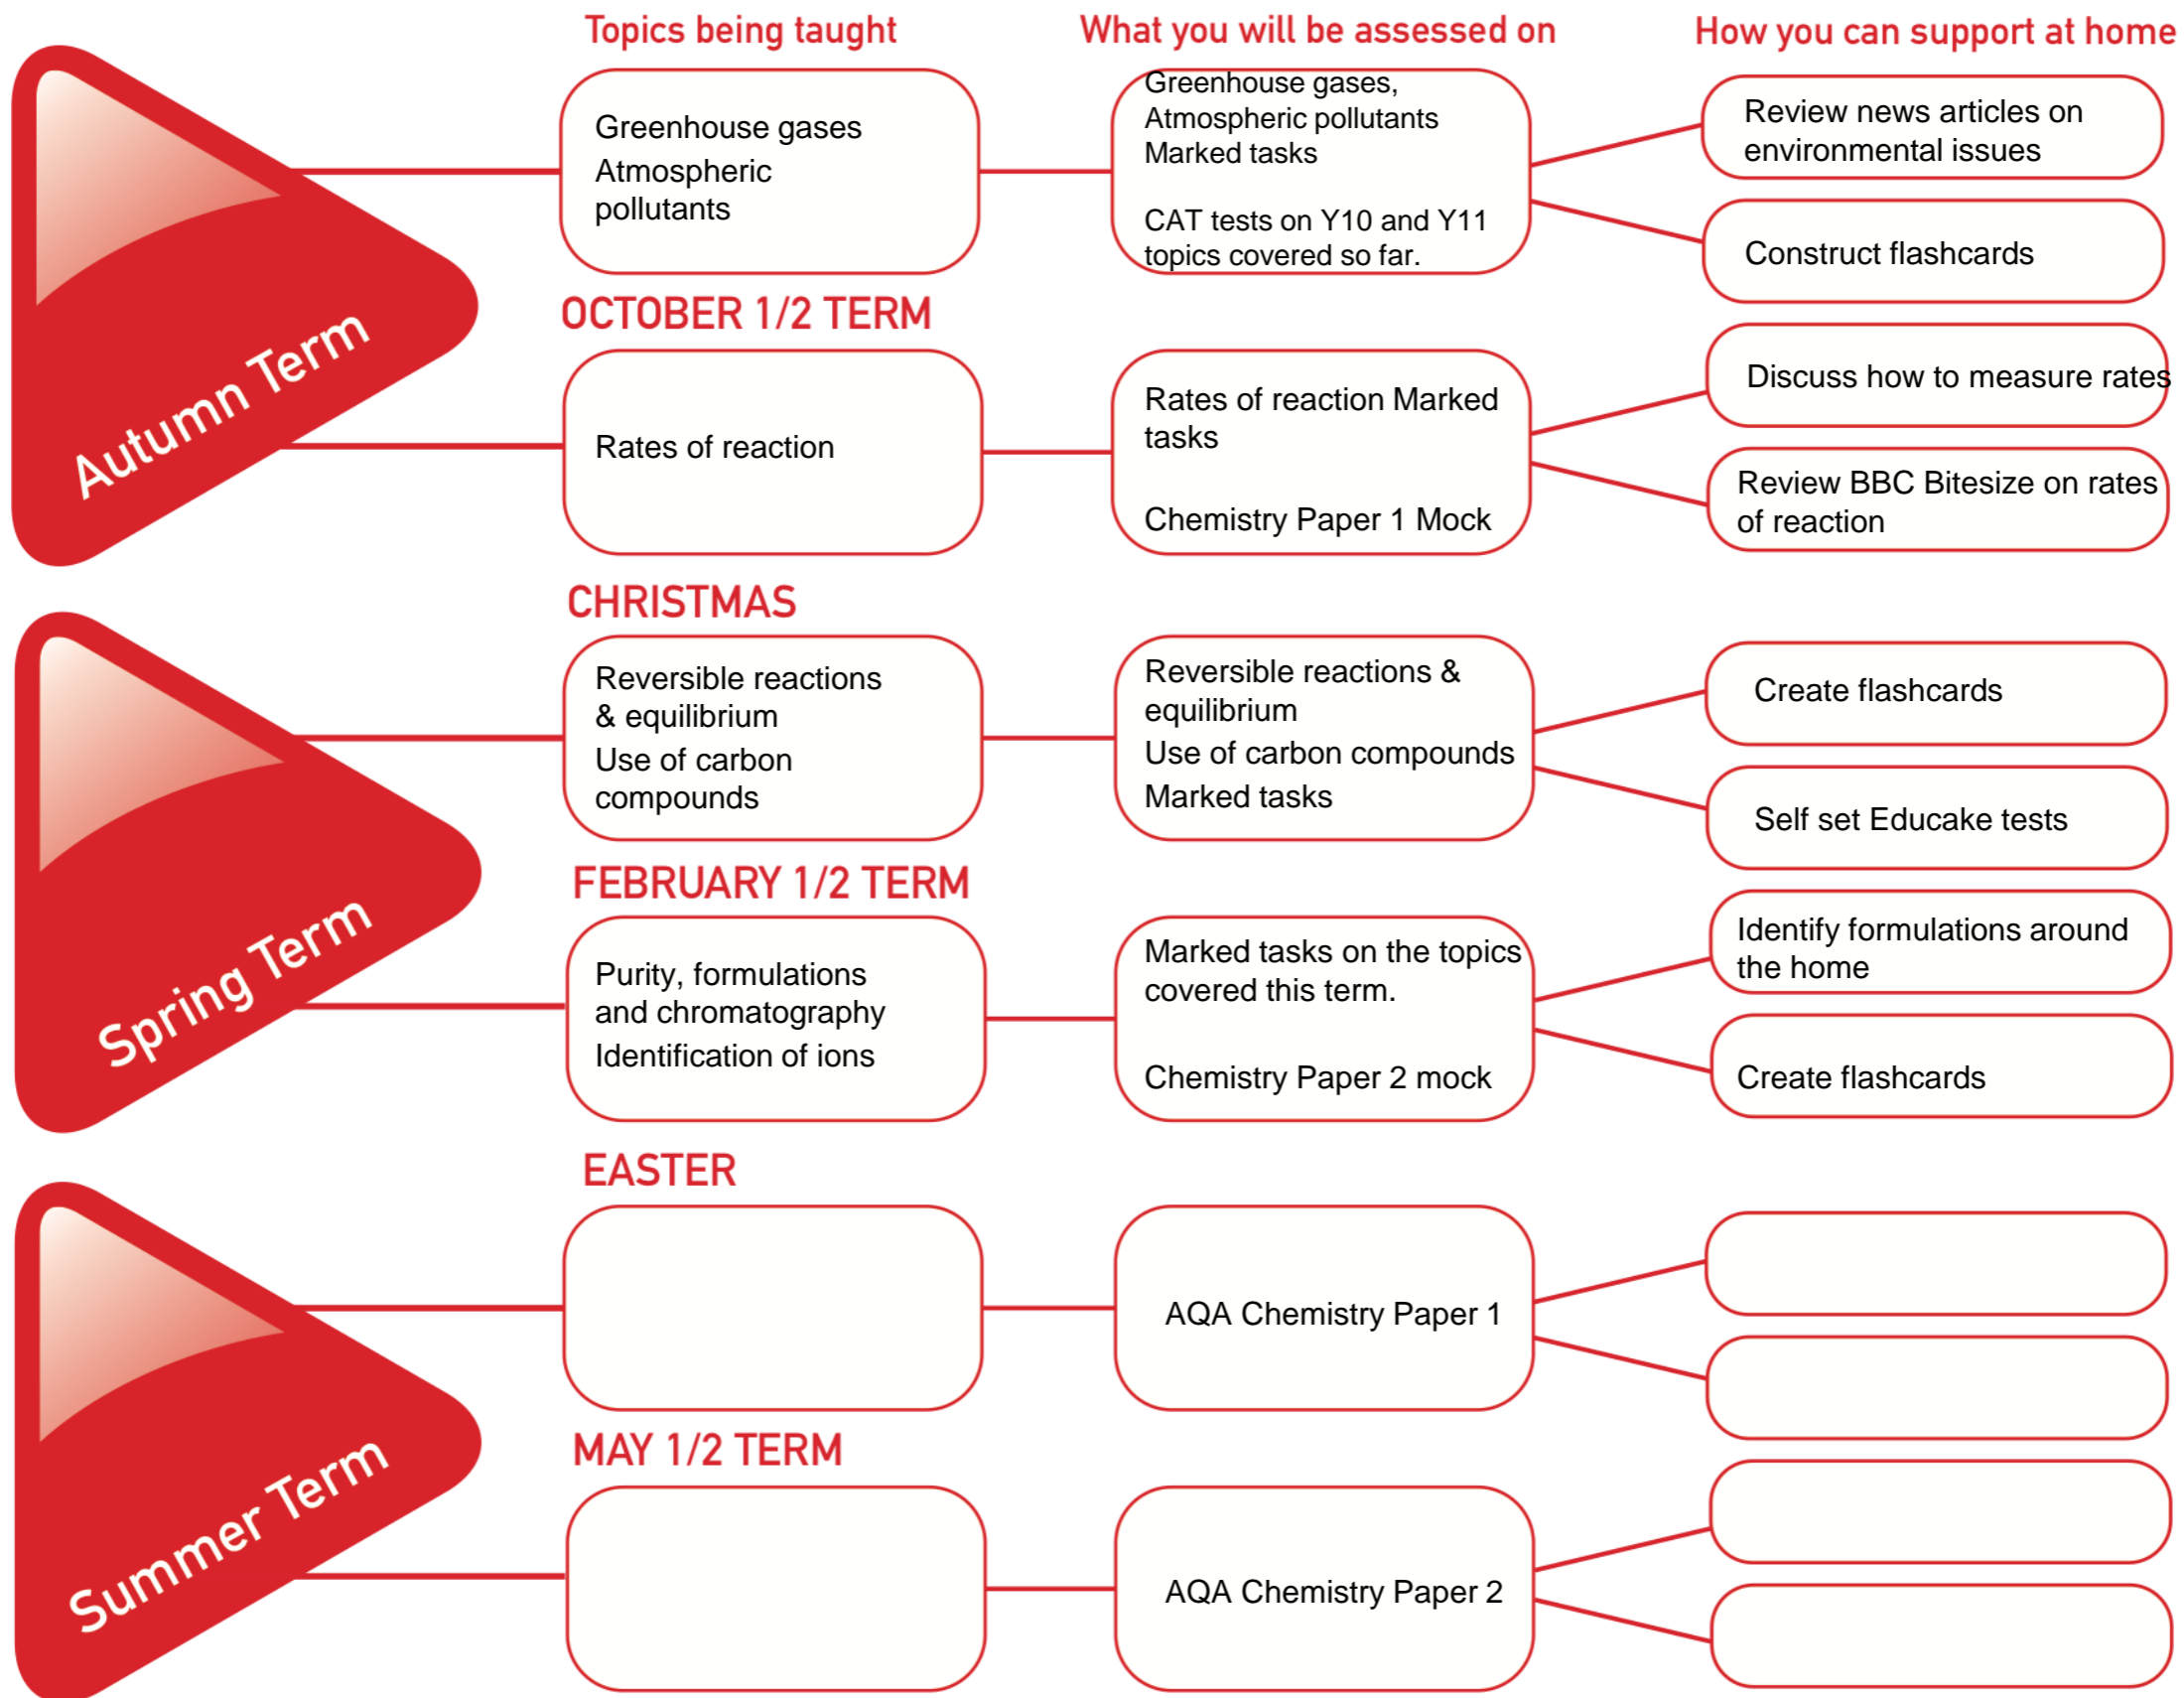 Topics being taught
What you will be assessed on
How you can support at home
Autumn Term
Greenhouse gases
Atmospheric
pollutants
Greenhouse gases,
Atmospheric pollutants
Marked tasks
CAT tests on Y10 and Y11
topics covered so far.
Review news articles on
environmental issues
Construct flashcards
OCTOBER 1/2 TERM
Rates of reaction
Rates of reaction Marked
tasks
Chemistry Paper 1 Mock
Discuss how to measure rates
Review BBC Bitesize on rates
of reaction
CHRISTMAS
Spring Term
Reversible reactions
& equilibrium
Use of carbon
compounds
Reversible reactions &
equilibrium
Use of carbon compounds
Marked tasks
Create flashcards
Self set Educake tests
FEBRUARY 1/2 TERM
Purity, formulations
and chromatography
Identification of ions
Marked tasks on the topics
covered this term.
Chemistry Paper 2 mock
Identify formulations around
the home
Create flashcards
EASTER
Summer Term
AQA Chemistry Paper 1
MAY 1/2 TERM
AQA Chemistry Paper 2